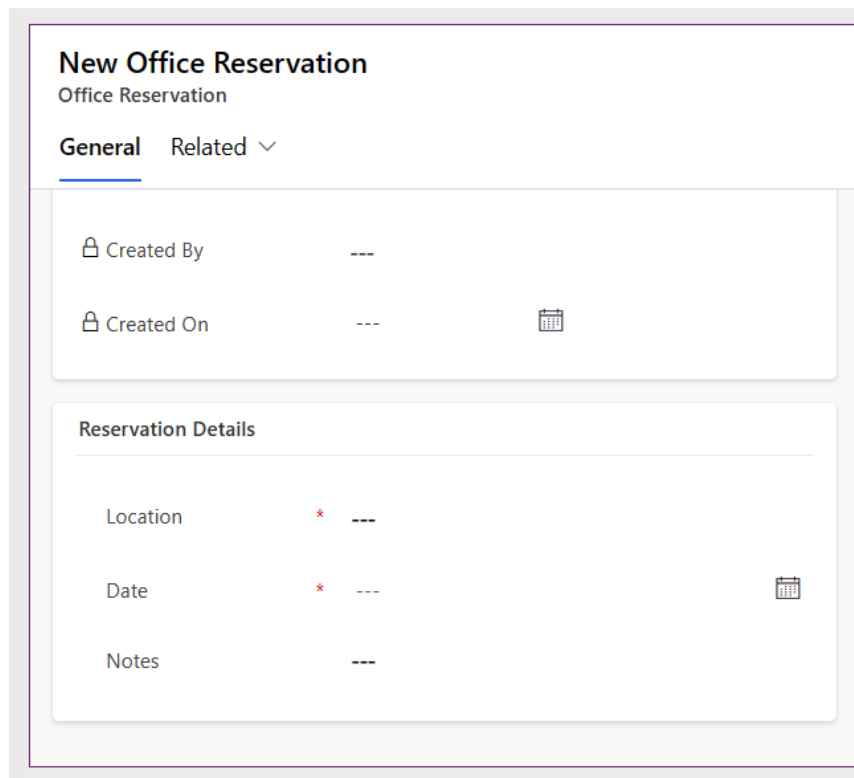 New Office Reservation
Office Reservation
General Related
Created By ---
Created On ---
Reservation Details
Location * ---
Date * ---
Notes ---